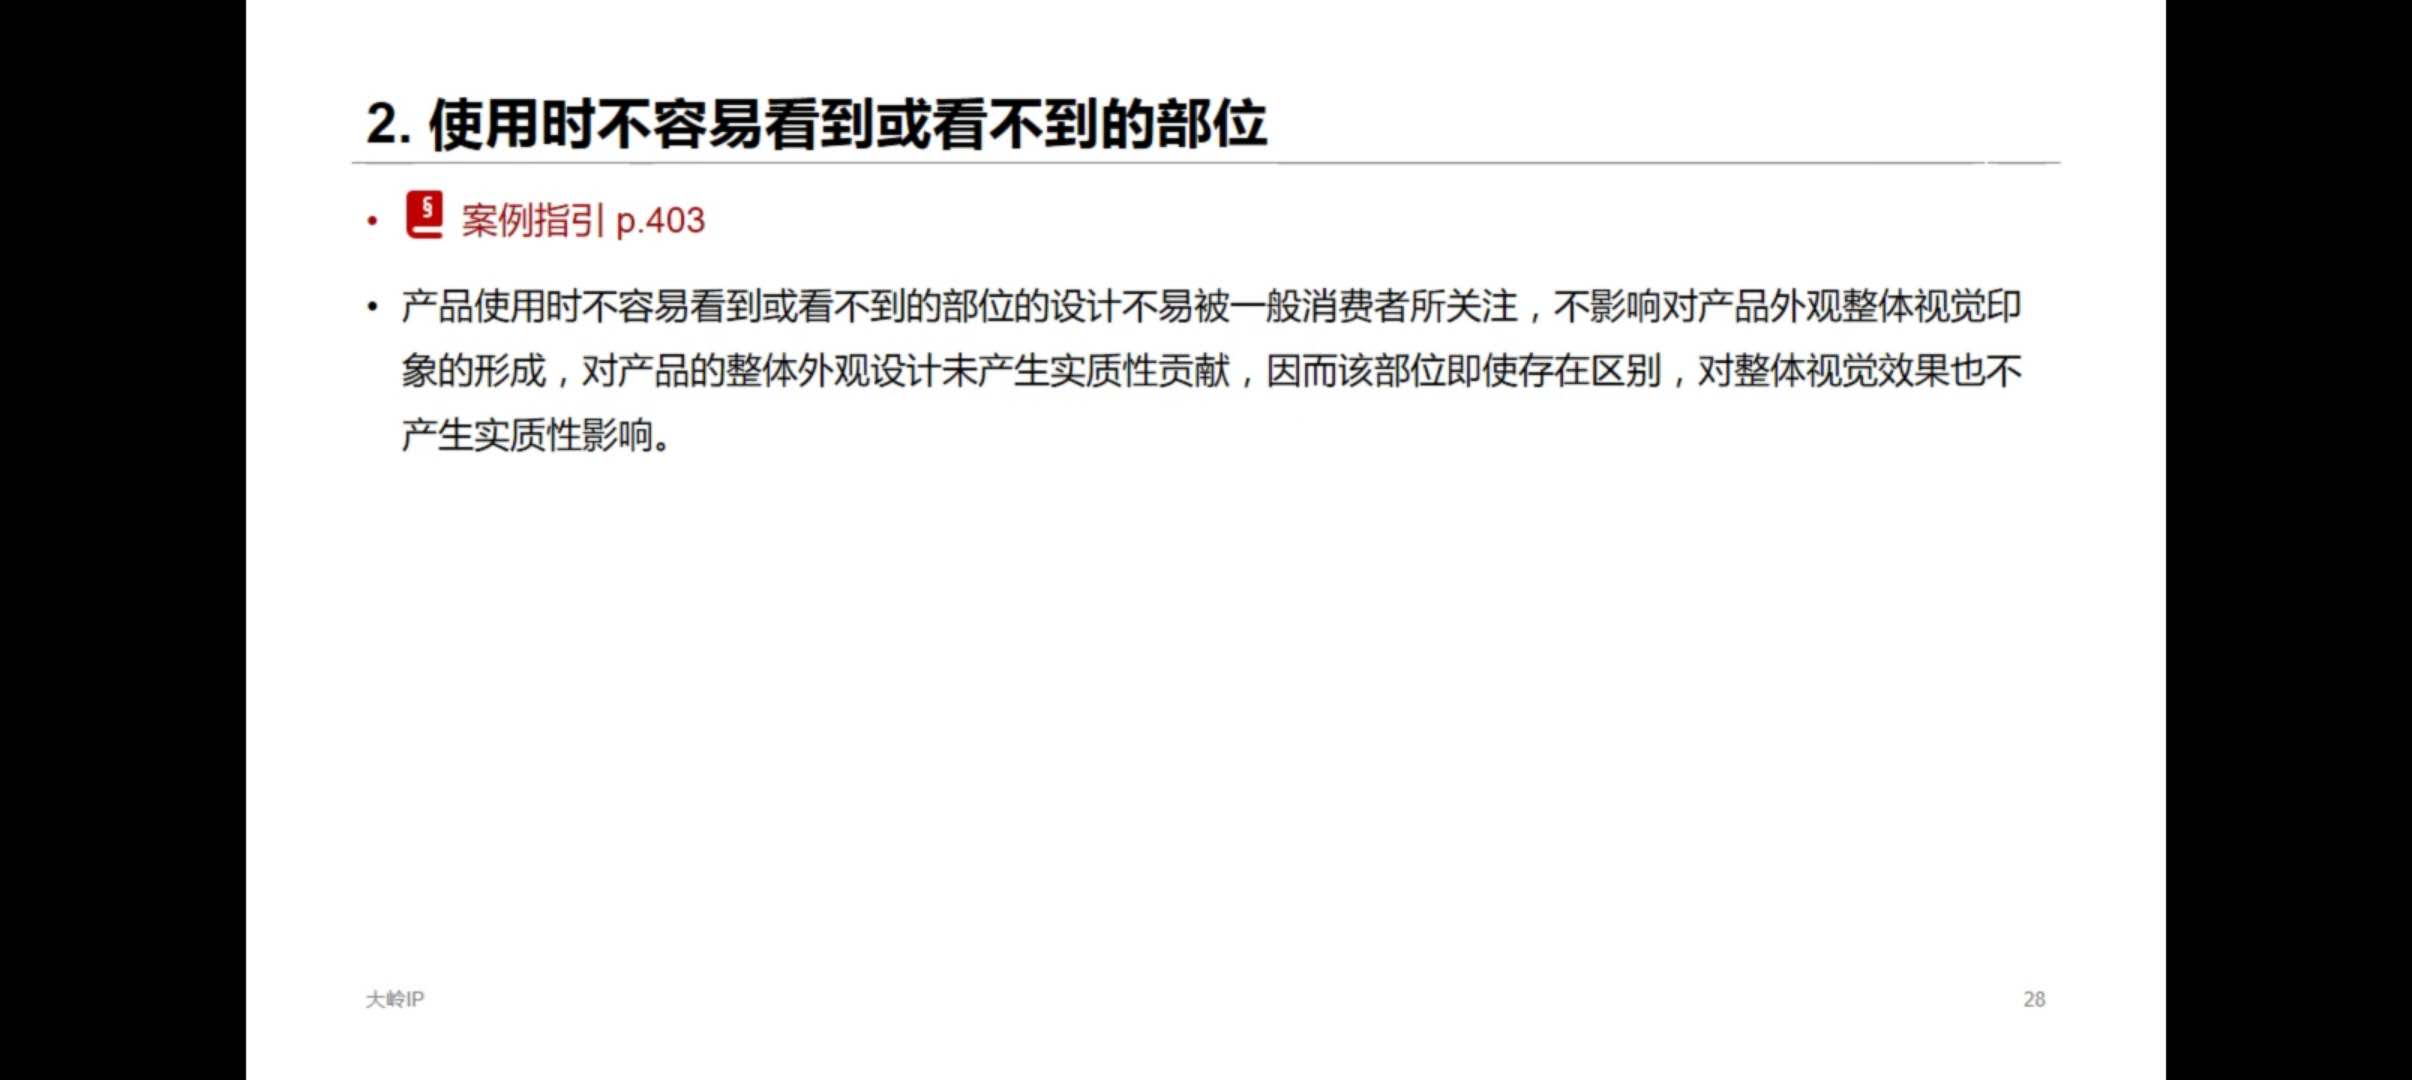 2. 使用时不容易看到或看不到的部位
• § 案例指引 p.403
• 产品使用时不容易看到或看不到的部位的设计不易被一般消费者所关注，不影响对产品外观整体视觉印
象的形成，对产品的整体外观设计未产生实质性贡献，因而该部位即使存在区别，对整体视觉效果也不
产生实质性影响。
大岭IP
28